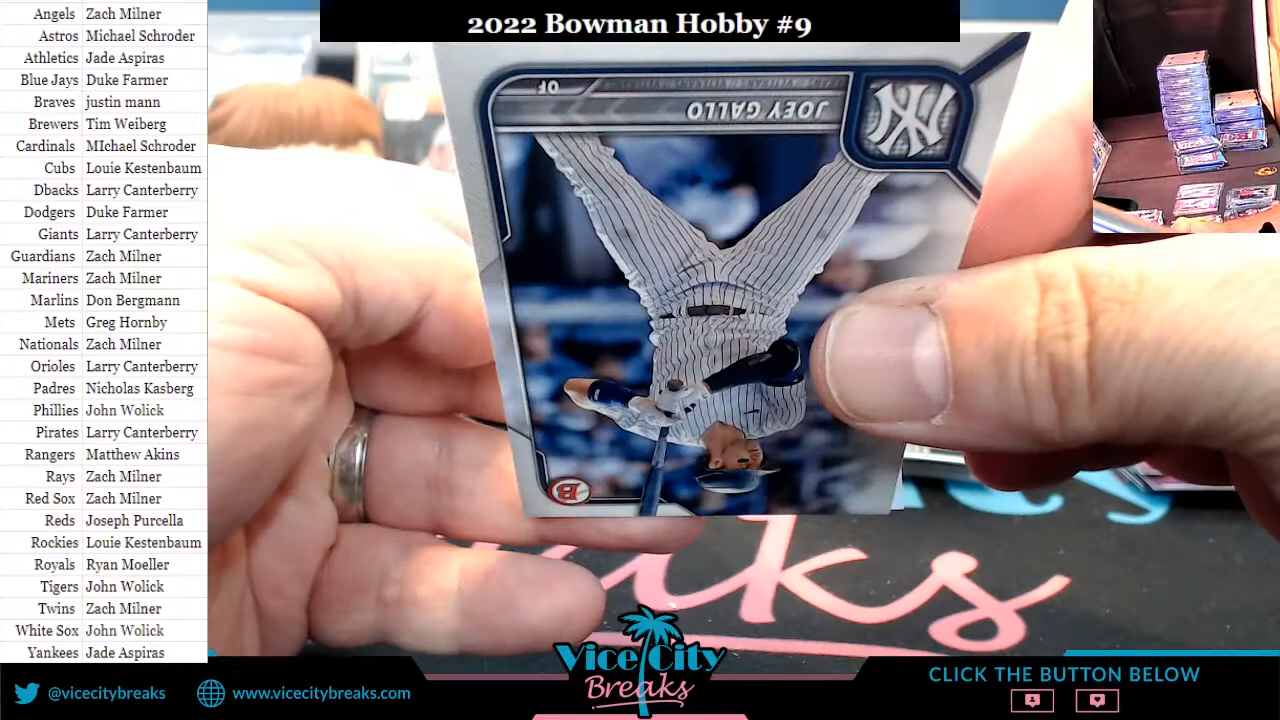 2022 Bowman Hobby #9
Angels Zach Milner
Astros Michael Schroder
Athletics Jade Aspiras
Blue Jays Duke Farmer
Braves justin mann
Brewers Tim Weiberg
Cardinals MIchael Schroder
Cubs Louie Kestenbaum
Dbacks Larry Canterberry
Dodgers Duke Farmer
Giants Larry Canterberry
Guardians Zach Milner
Mariners Zach Milner
Marlins Don Bergmann
Mets Greg Hornby
Nationals Zach Milner
Orioles Larry Canterberry
Padres Nicholas Kasberg
Phillies John Wolick
Pirates Larry Canterberry
Rangers Matthew Akins
Rays Zach Milner
Red Sox Zach Milner
Reds Joseph Purcella
Rockies Louie Kestenbaum
Royals Ryan Moeller
Tigers John Wolick
Twins Zach Milner
White Sox John Wolick
Yankees Jade Aspiras
OF
JOEY GALLO
NY
B
Vice City
Breaks
@vicecitybreaks
www.vicecitybreaks.com
CLICK THE BUTTON BELOW